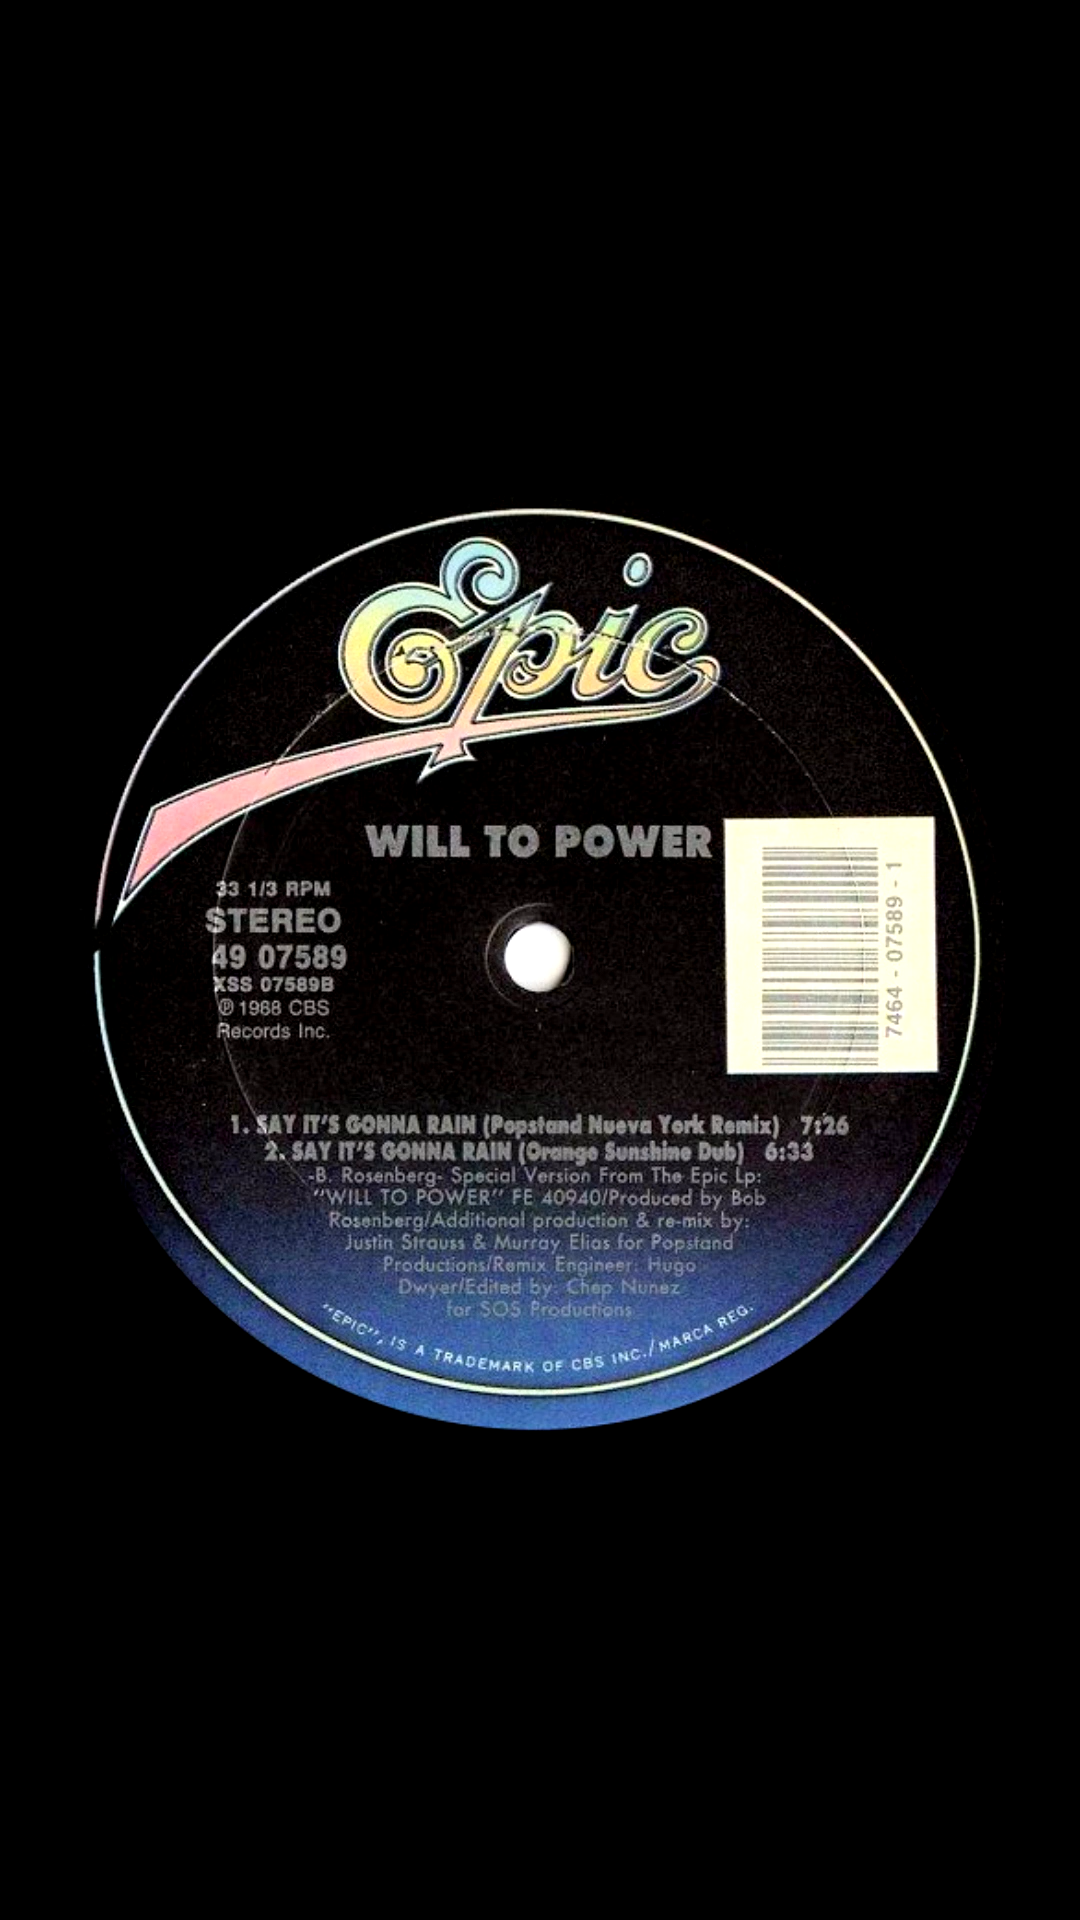 Epic
WILL TO POWER
33 1/3 RPM
STEREO
49 07589
XSS 07589B
℗ 1988 CBS
Records Inc.
7464 - 07589 - 1
1. SAY IT'S GONNA RAIN (Popstand Nueva York Remix) 7:26
2. SAY IT'S GONNA RAIN (Orange Sunshine Dub) 6:33
-B. Rosenberg- Special Version From The Epic Lp:
"WILL TO POWER" FE 40940/Produced by Bob
Rosenberg/Additional production & re-mix by:
Justin Strauss & Murray Elias for Popstand
Productions/Remix Engineer: Hugo
Dwyer/Edited by: Chep Nunez
for SOS Productions
"EPIC", IS A TRADEMARK OF CBS INC./MARCA REG.